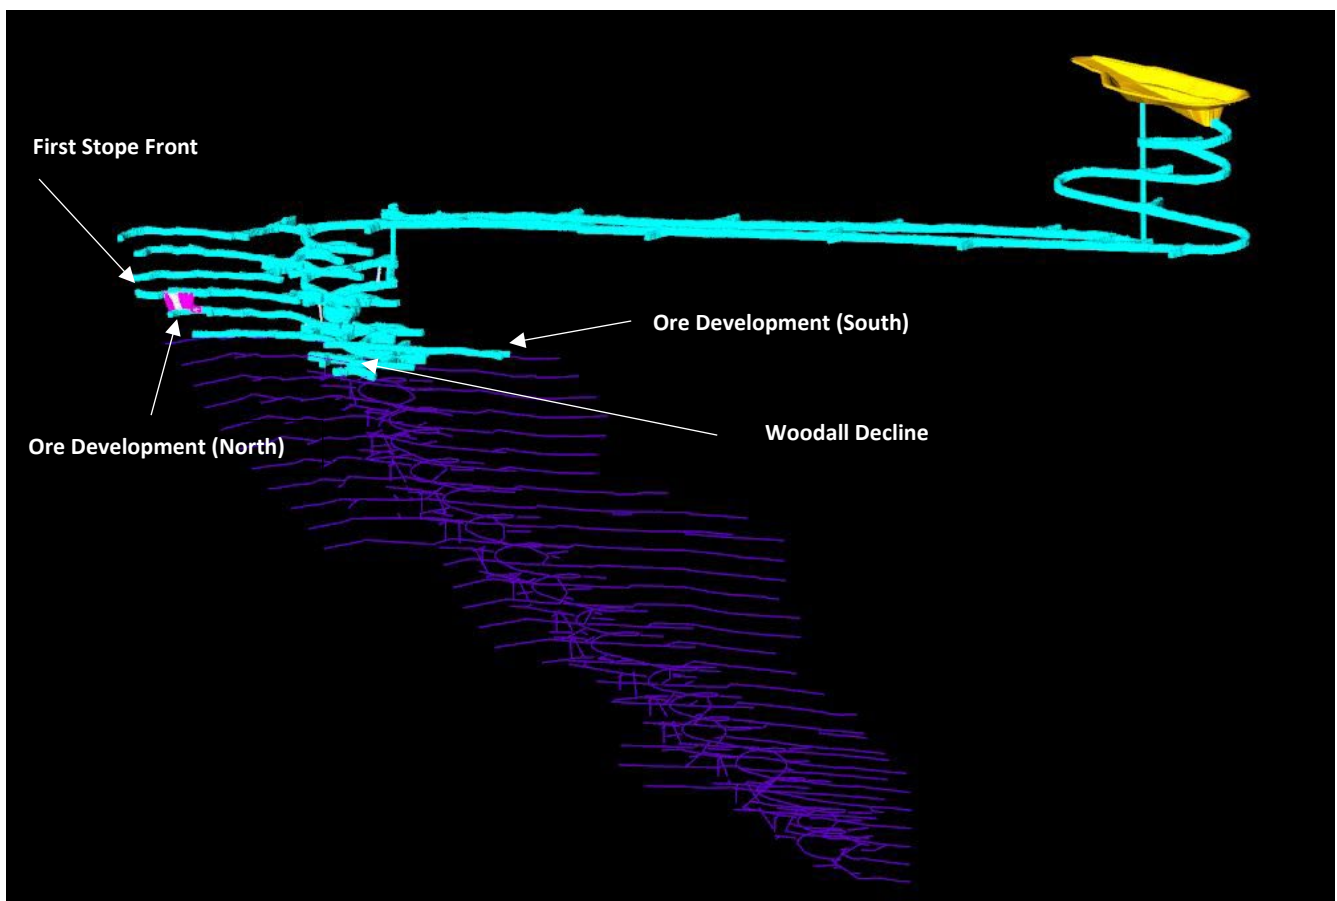 First Stope Front
Ore Development (South)
Woodall Decline
Ore Development (North)